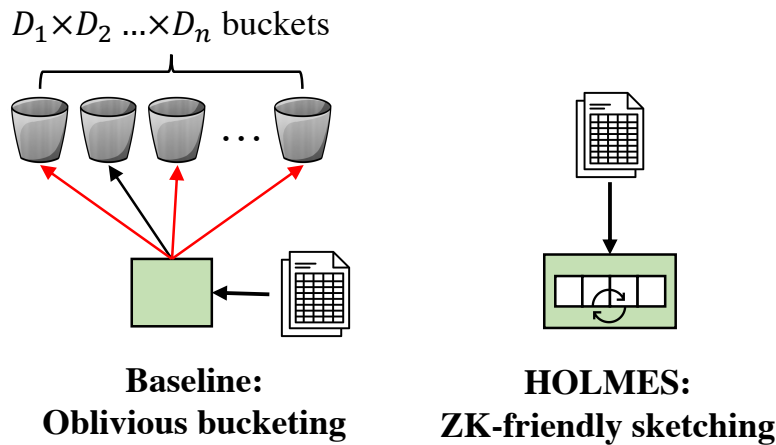 D₁×D₂ …×Dₙ buckets
…
Baseline:
Oblivious bucketing
HOLMES:
ZK-friendly sketching